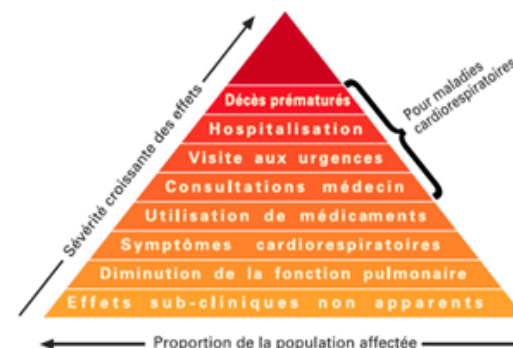 Sévérité croissante des effets
Pour maladies
cardiorespiratoires
Décès prématurés
Hospitalisation
Visite aux urgences
Consultations médecin
Utilisation de médicaments
Symptômes cardiorespiratoires
Diminution de la fonction pulmonaire
Effets sub-cliniques non apparents
Proportion de la population affectée